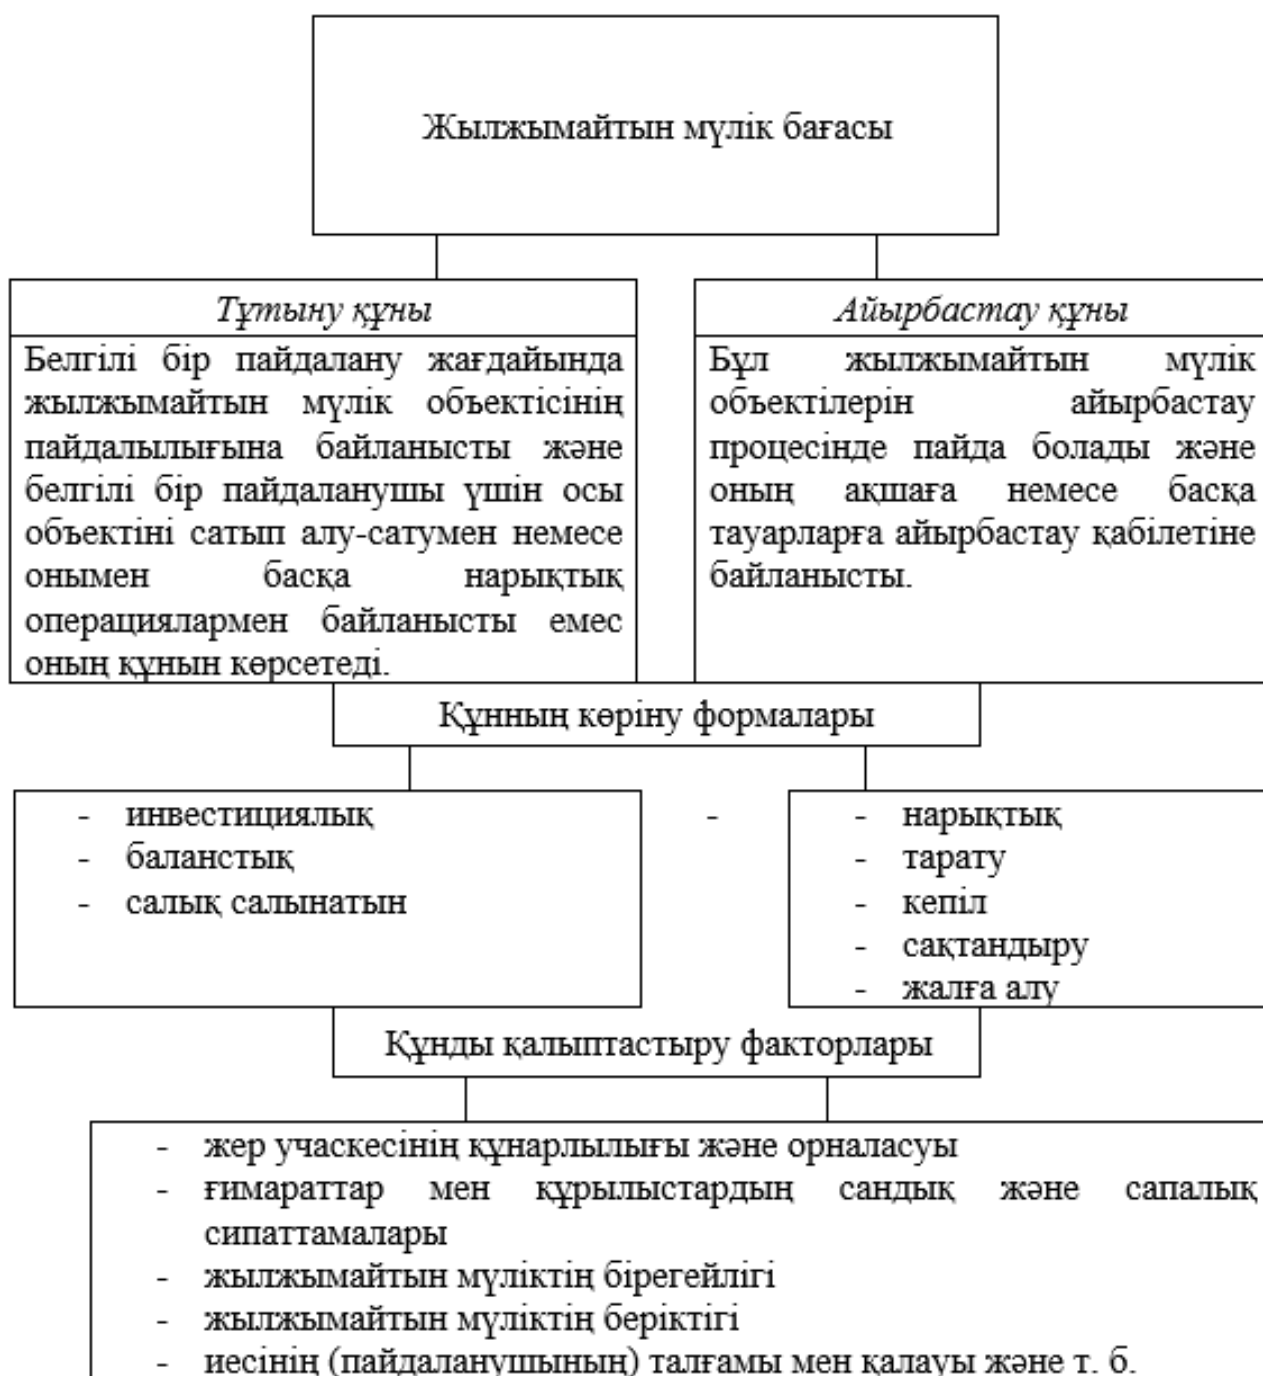 Жылжымайтын мүлік бағасы
Тұтыну құны
Белгілі бір пайдалану жағдайында
жылжымайтын мүлік объектісінің
пайдалылығына байланысты және
белгілі бір пайдаланушы үшін осы
объектіні сатып алу-сатумен немесе
онымен басқа нарықтық
операциялармен байланысты емес
оның құнын көрсетеді.
Айырбастау құны
Бұл жылжымайтын мүлік
объектілерін айырбастау
процесінде пайда болады және
оның ақшаға немесе басқа
тауарларға айырбастау қабілетіне
байланысты.
Құнның көріну формалары
- инвестициялық
- баланстық
- салық салынатын
-
- нарықтық
- тарату
- кепіл
- сақтандыру
- жалға алу
Құнды қалыптастыру факторлары
- жер учаскесінің құнарлылығы және орналасуы
- ғимараттар мен құрылыстардың сандық және сапалық
сипаттамалары
- жылжымайтын мүліктің бірегейлігі
- жылжымайтын мүліктің беріктігі
- иесінің (пайдаланушының) талғамы мен қалауы және т. б.